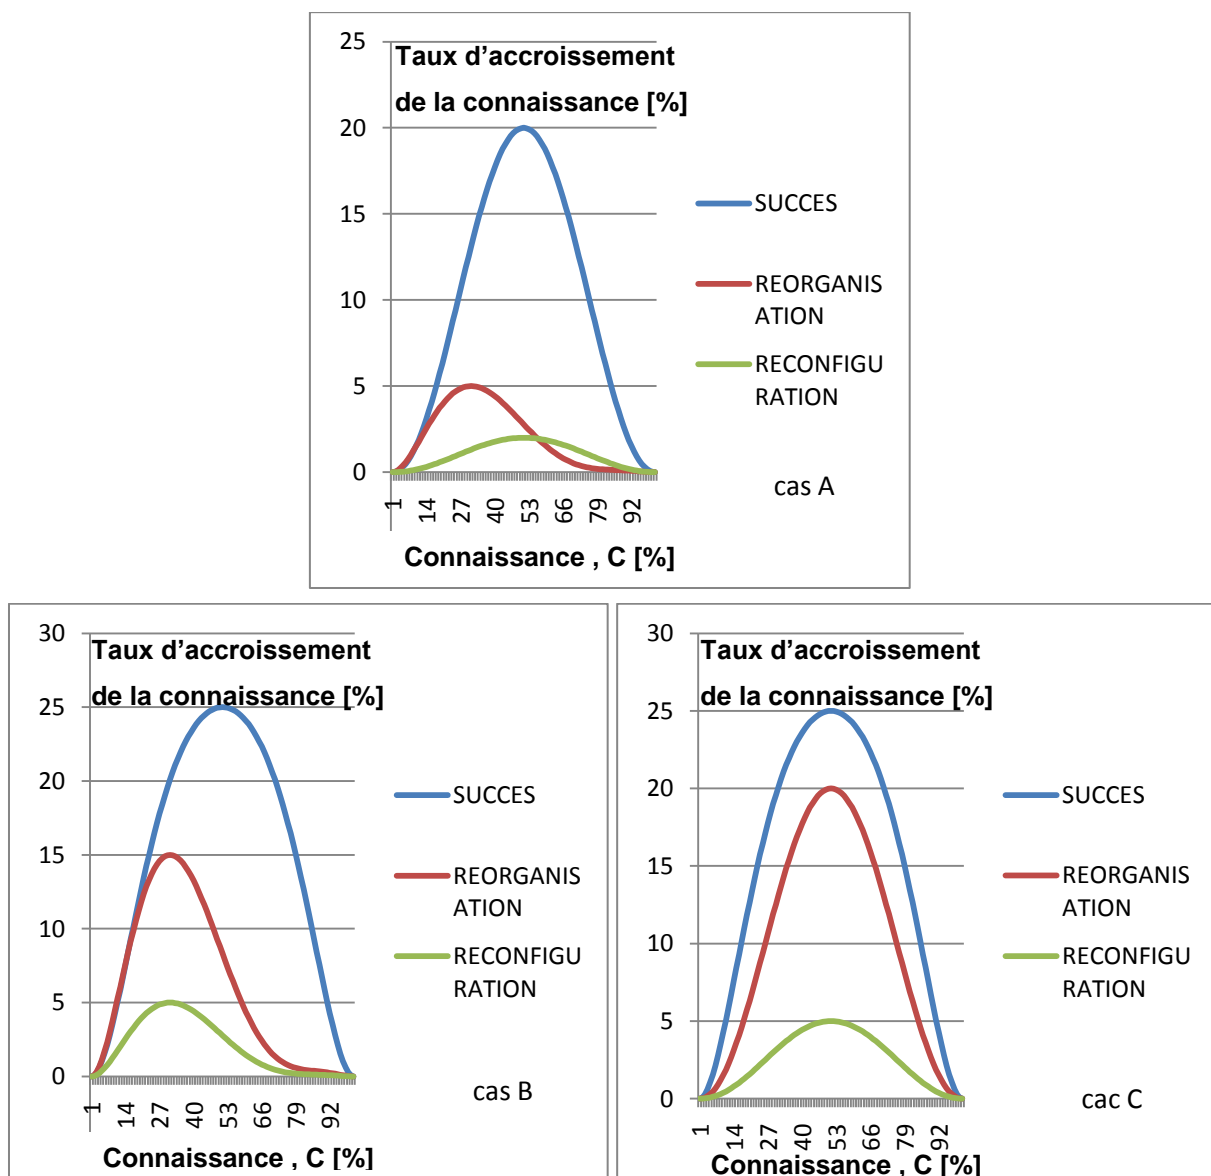 Taux d’accroissement
de la connaissance [%]
25
20
15
10
5
0
1
14
27
40
53
66
79
92
Connaissance , C [%]
SUCCES
REORGANIS
ATION
RECONFIGU
RATION
cas A
Taux d’accroissement
de la connaissance [%]
30
25
20
15
10
5
0
1
14
27
40
53
66
79
92
Connaissance , C [%]
SUCCES
REORGANIS
ATION
RECONFIGU
RATION
cas B
Taux d’accroissement
de la connaissance [%]
30
25
20
15
10
5
0
1
14
27
40
53
66
79
92
Connaissance , C [%]
SUCCES
REORGANIS
ATION
RECONFIGU
RATION
cac C